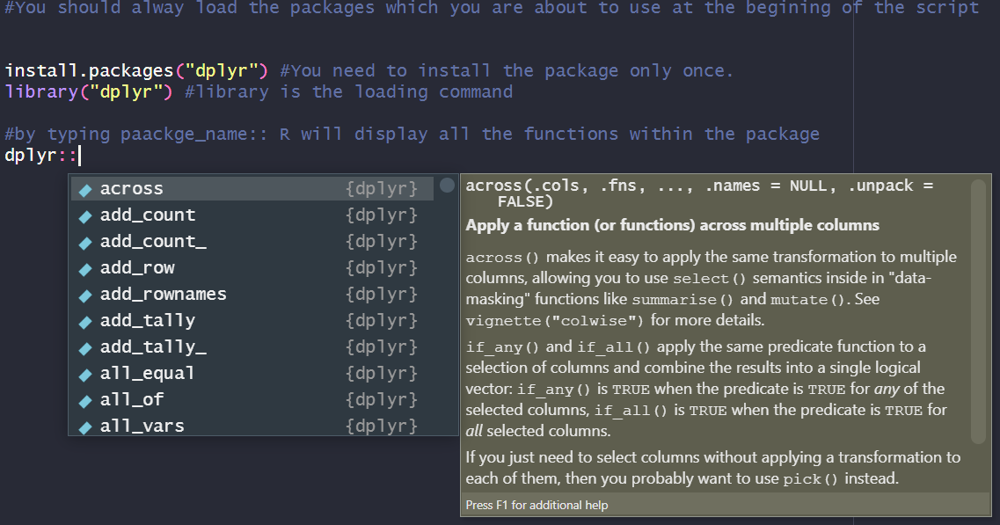 #You should alway load the packages which you are about to use at the begining of the script
install.packages("dplyr") #You need to install the package only once.
library("dplyr") #library is the loading command
#by typing paackge_name:: R will display all the functions within the package
dplyr::
across {dplyr}
add_count {dplyr}
add_count_ {dplyr}
add_row {dplyr}
add_rownames {dplyr}
add_tally {dplyr}
add_tally_ {dplyr}
all_equal {dplyr}
all_of {dplyr}
all_vars {dplyr}
across(.cols, .fns, ..., .names = NULL, .unpack =
FALSE)
Apply a function (or functions) across multiple columns
across() makes it easy to apply the same transformation to multiple
columns, allowing you to use select() semantics inside in "data-
masking" functions like summarise() and mutate(). See
vignette("colwise") for more details.
if_any() and if_all() apply the same predicate function to a
selection of columns and combine the results into a single logical
vector: if_any() is TRUE when the predicate is TRUE for any of the
selected columns, if_all() is TRUE when the predicate is TRUE for
all selected columns.
If you just need to select columns without applying a transformation to
each of them, then you probably want to use pick() instead.
Press F1 for additional help